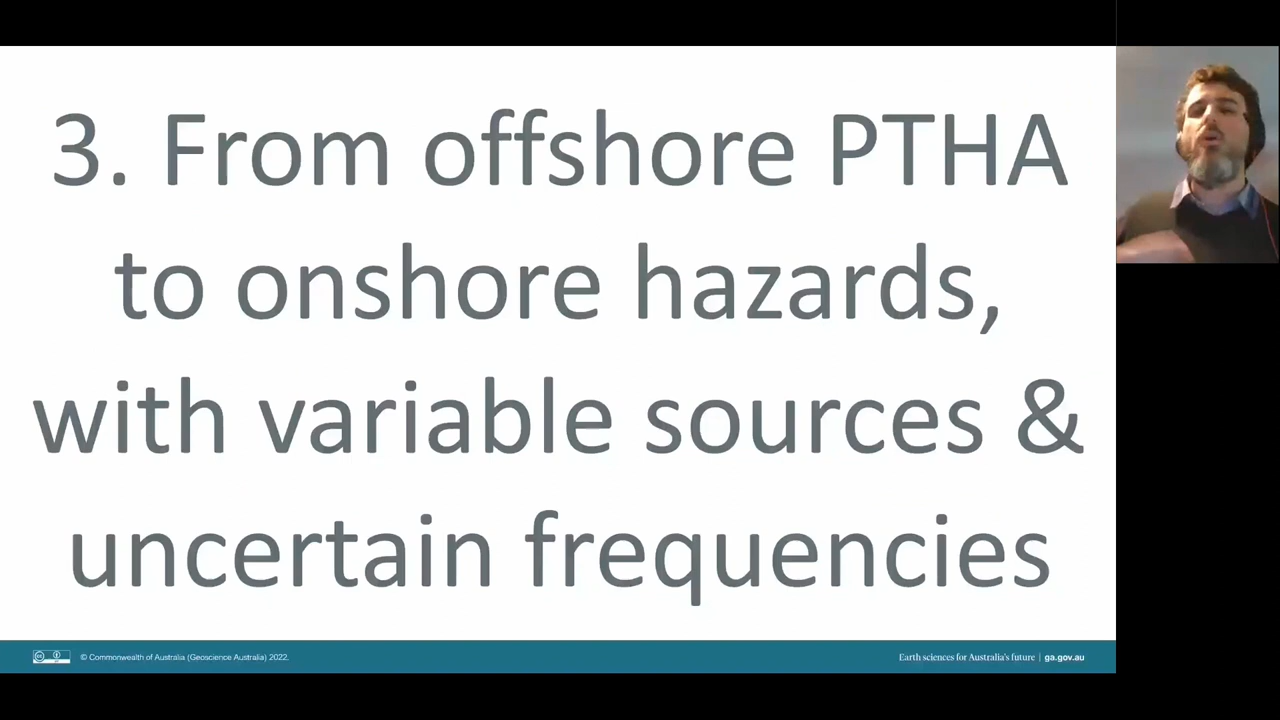 3. From offshore PTHA
to onshore hazards,
with variable sources &
uncertain frequencies
© Commonwealth of Australia (Geoscience Australia) 2022.
Earth sciences for Australia's future | ga.gov.au